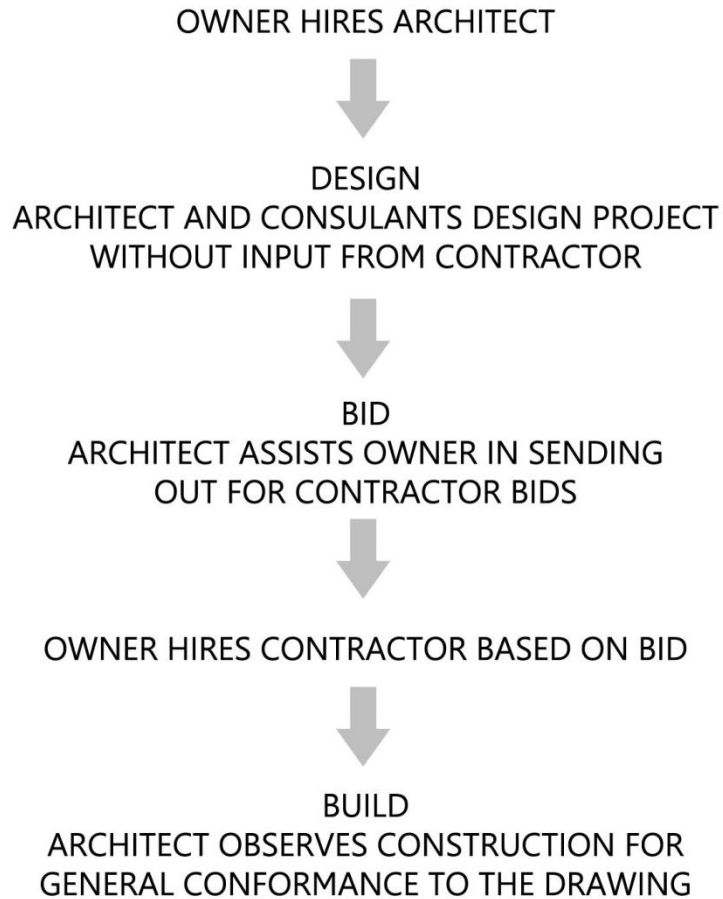 OWNER HIRES ARCHITECT
DESIGN
ARCHITECT AND CONSULANTS DESIGN PROJECT
WITHOUT INPUT FROM CONTRACTOR
BID
ARCHITECT ASSISTS OWNER IN SENDING
OUT FOR CONTRACTOR BIDS
OWNER HIRES CONTRACTOR BASED ON BID
BUILD
ARCHITECT OBSERVES CONSTRUCTION FOR
GENERAL CONFORMANCE TO THE DRAWING